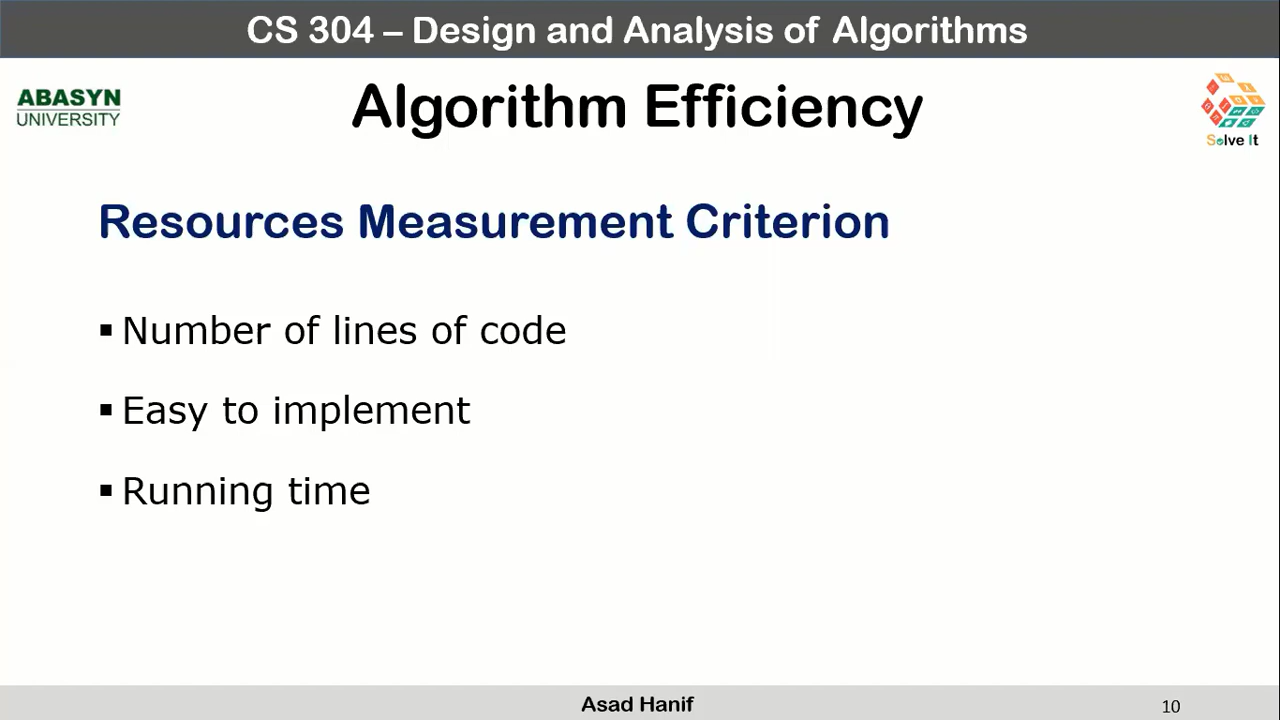 CS 304 – Design and Analysis of Algorithms
ABASYN
UNIVERSITY
Algorithm Efficiency
Solve It
Resources Measurement Criterion
▪ Number of lines of code
▪ Easy to implement
▪ Running time
Asad Hanif
10